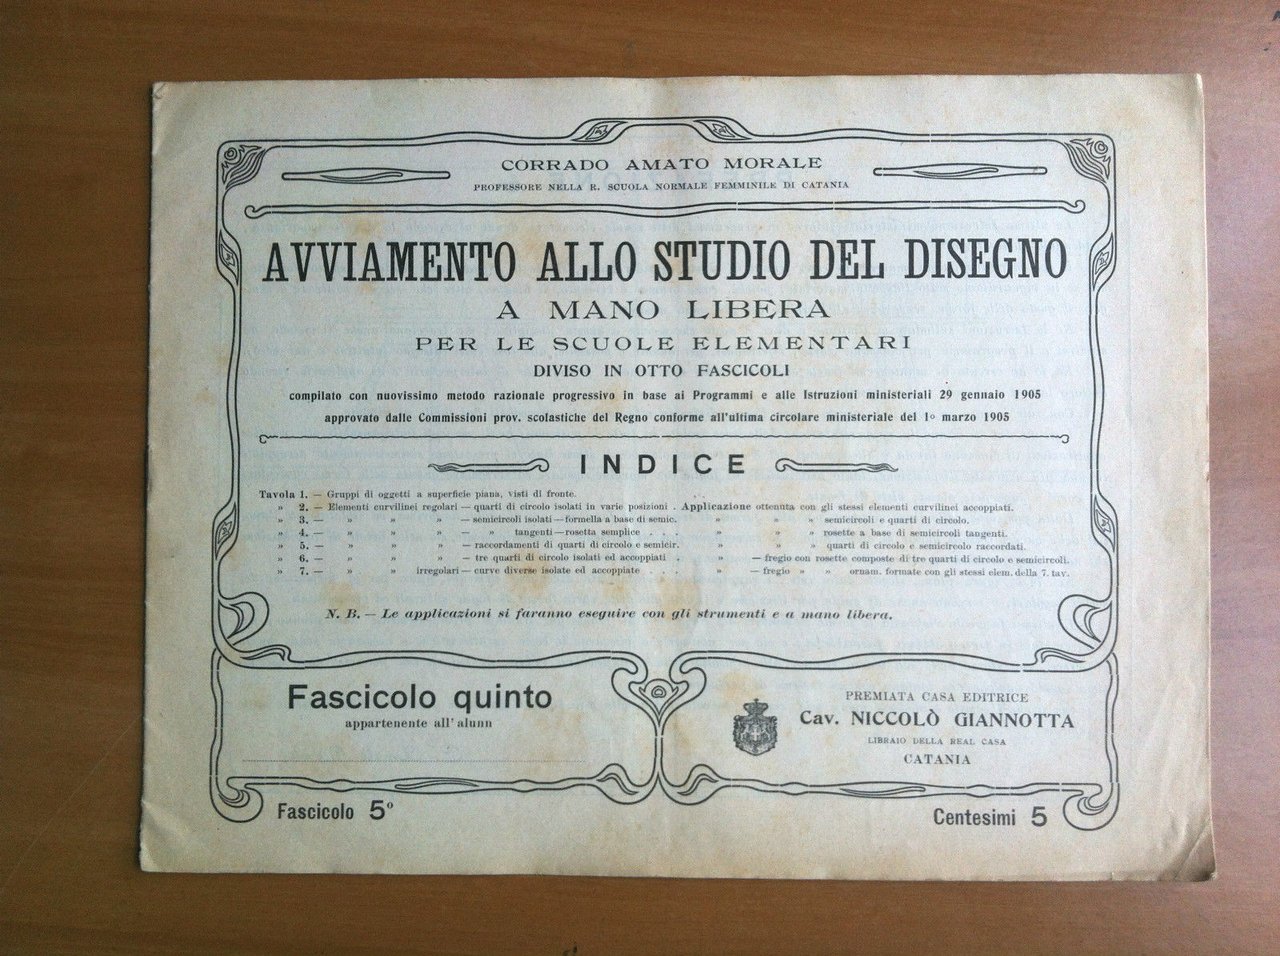 CORRADO AMATO MORALE
PROFESSORE NELLA R. SCUOLA NORMALE FEMMINILE DI CATANIA
AVVIAMENTO ALLO STUDIO DEL DISEGNO
A MANO LIBERA
PER LE SCUOLE ELEMENTARI
DIVISO IN OTTO FASCICOLI
compilato con nuovissimo metodo razionale progressivo in base ai Programmi e alle Istruzioni ministeriali 29 gennaio 1905
approvato dalle Commissioni prov. scolastiche del Regno conforme all'ultima circolare ministeriale del 1º marzo 1905
INDICE
Tavola 1. — Gruppi di oggetti a superficie piana, visti di fronte.
» 2. — Elementi curvilinei regolari — quarti di circolo isolati in varie posizioni . Applicazione ottenuta con gli stessi elementi curvilinei accoppiati.
» 3. — » » » — semicircoli isolati — formella a base di semic. » » » semicircoli e quarti di circolo.
» 4. — » » » — » tangenti — rosetta semplice . . . » » » rosette a base di semicircoli tangenti.
» 5. — » » » — raccordamenti di quarti di circolo e semicir. » » » quarti di circolo e semicircolo raccordati.
» 6. — » » » — tre quarti di circolo isolati ed accoppiati . » — fregio con rosette composte di tre quarti di circolo e semicircoli.
» 7. — » » irregolari — curve diverse isolate ed accoppiate . . . » — fregio » » ornam. formate con gli stessi elem. della 7. tav.
N. B. — Le applicazioni si faranno eseguire con gli strumenti e a mano libera.
Fascicolo quinto
appartenente all'alunn
PREMIATA CASA EDITRICE
Cav. NICCOLÒ GIANNOTTA
LIBRAIO DELLA REAL CASA
CATANIA
Fascicolo 5º
Centesimi 5